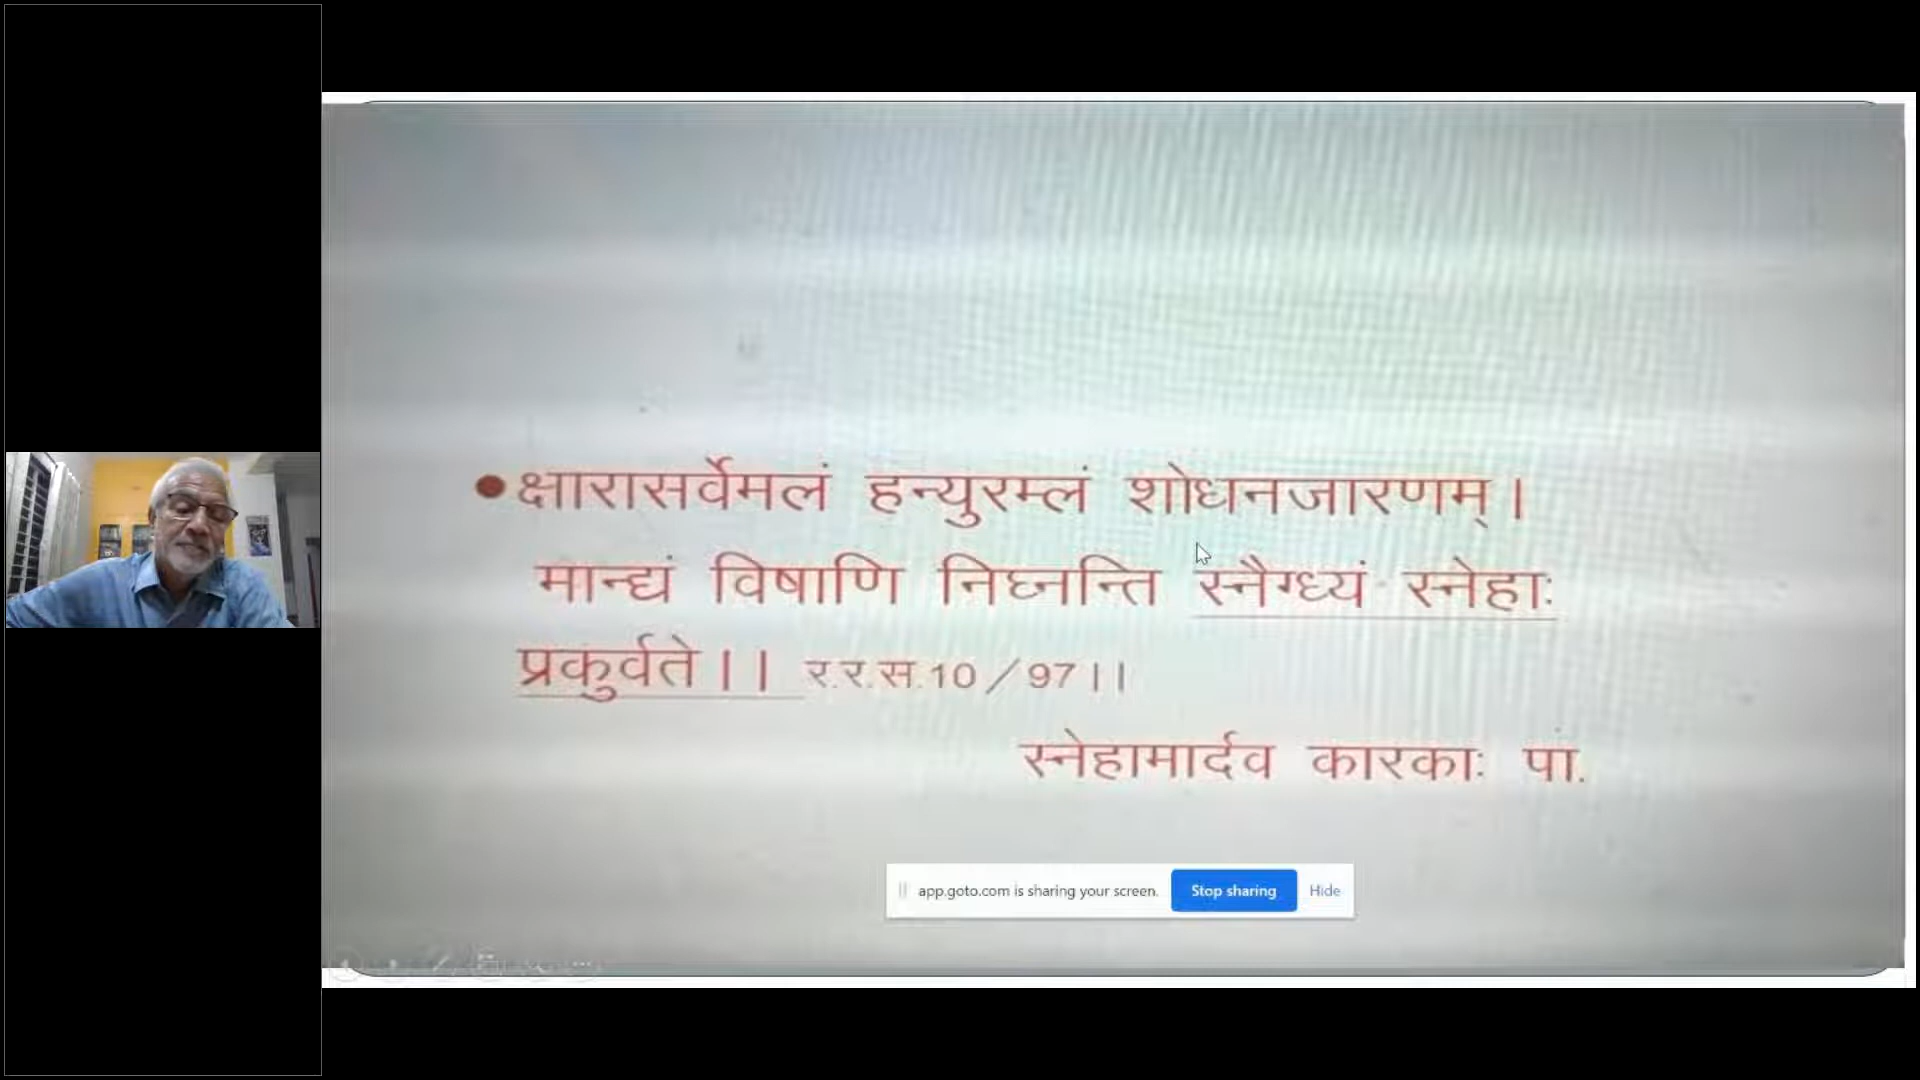 ●क्षारासर्वेमलं हन्युरम्लं शोधनजारणम्।
मान्द्यं विषाणि निघ्नन्ति स्नैग्ध्यं स्नेहाः
प्रकुर्वते।। र.र.स.10/97।।
स्नेहामार्दव कारकाः पां.
app.goto.com is sharing your screen. Stop sharing Hide